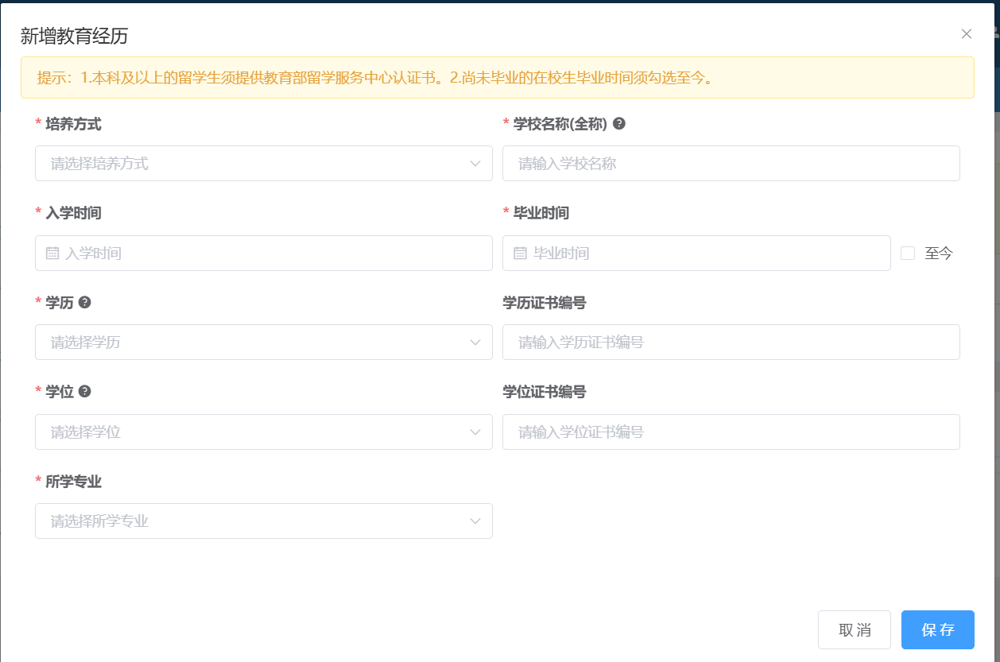 新增教育经历
提示：1.本科及以上的留学生须提供教育部留学服务中心认证书。2.尚未毕业的在校生毕业时间须勾选至今。
* 培养方式
* 学校名称(全称)
请选择培养方式
请输入学校名称
* 入学时间
* 毕业时间
入学时间
毕业时间
至今
* 学历
学历证书编号
请选择学历
请输入学历证书编号
* 学位
学位证书编号
请选择学位
请输入学位证书编号
* 所学专业
请选择所学专业
取消
保存